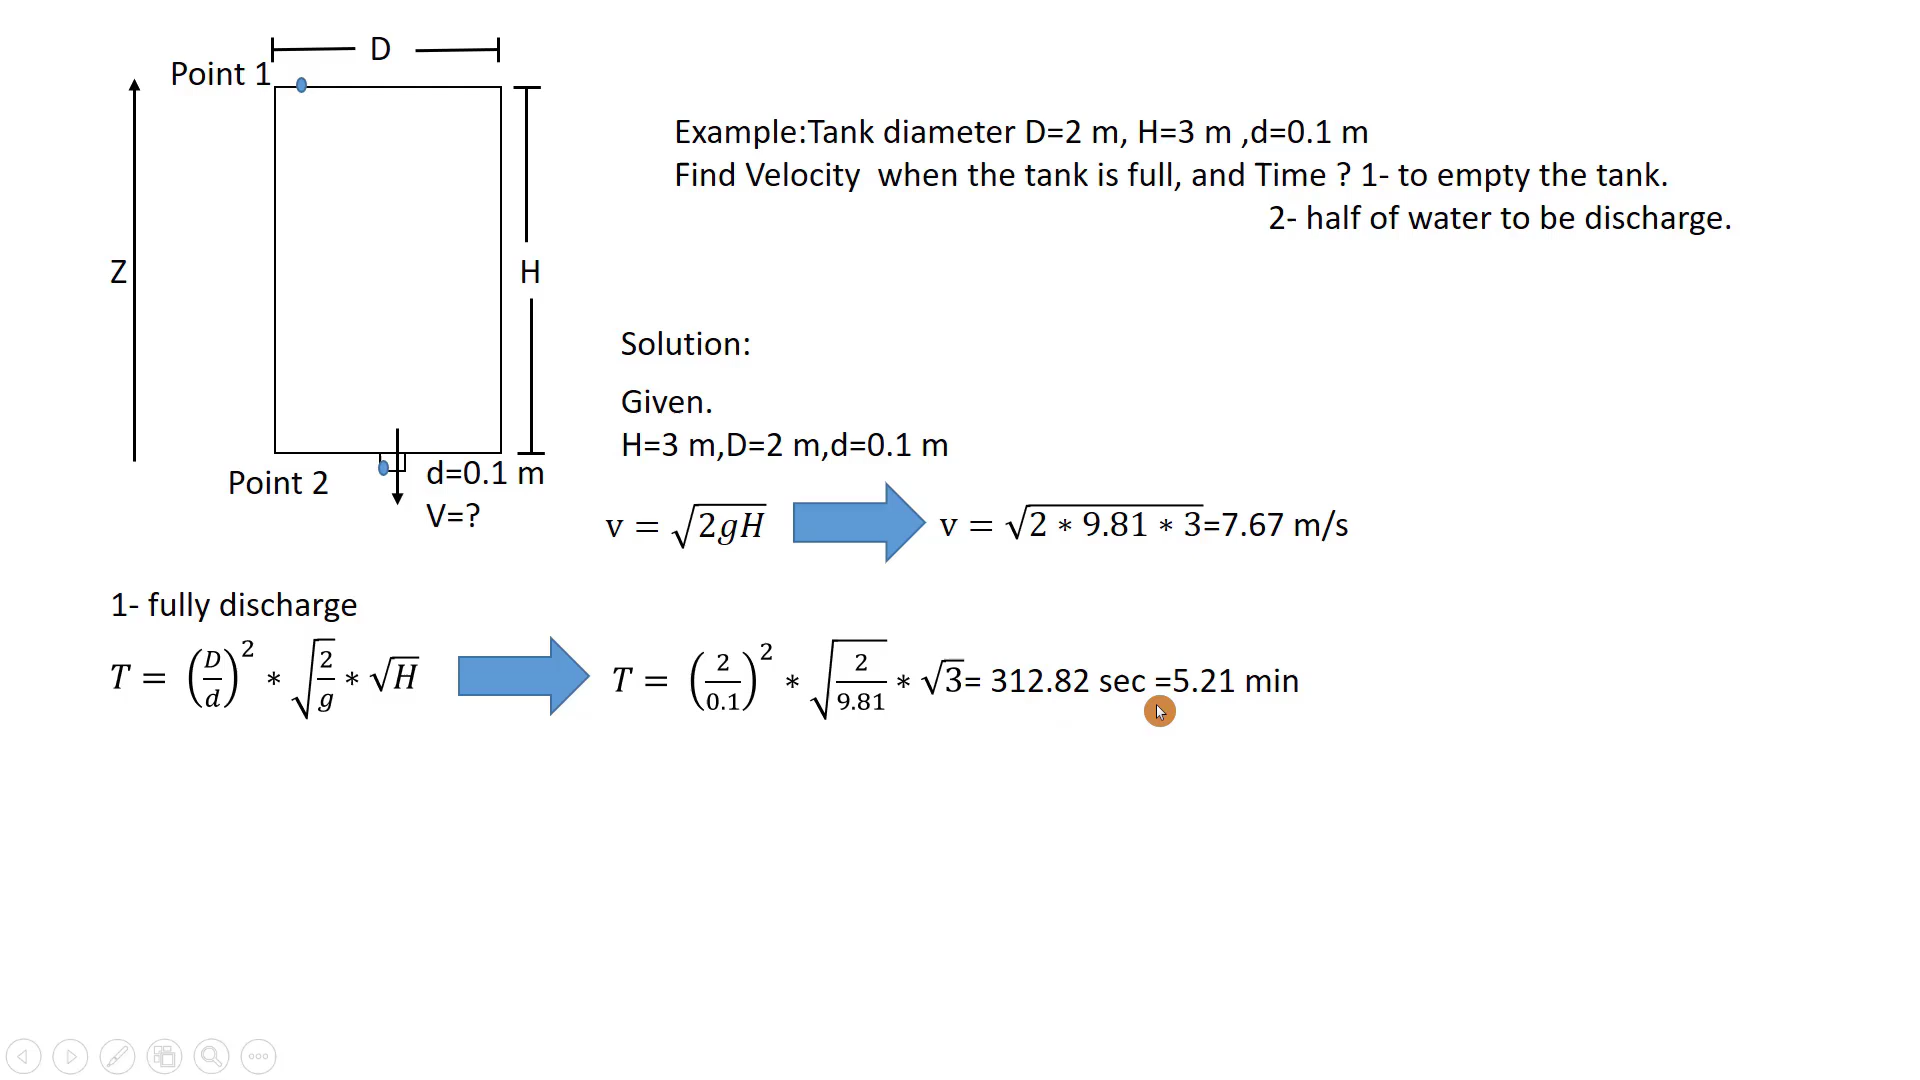 D
Point 1
Example:Tank diameter D=2 m, H=3 m ,d=0.1 m
Find Velocity  when the tank is full, and Time ? 1- to empty the tank.
2- half of water to be discharge.
Z
H
Solution:
Given.
H=3 m,D=2 m,d=0.1 m
Point 2
d=0.1 m
V=?
v = √2gH
v = √2 ∗ 9.81 ∗ 3=7.67 m/s
1- fully discharge
T = (D/d)² ∗ √2/g ∗ √H
T = (2/0.1)² ∗ √2/9.81 ∗ √3= 312.82 sec =5.21 min